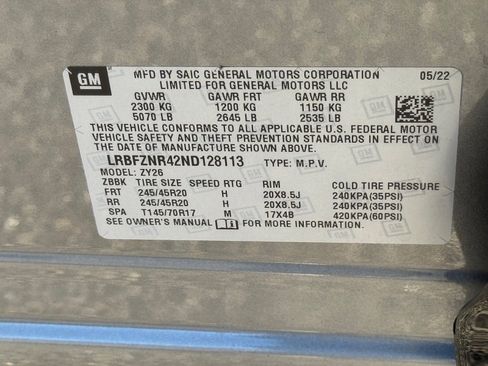 GM
MFD BY SAIC GENERAL MOTORS CORPORATION 05/22
LIMITED FOR GENERAL MOTORS LLC
GVWR GAWR FRT GAWR RR
2300 KG 1200 KG 1150 KG
5070 LB 2645 LB 2535 LB
THIS VEHICLE CONFORMS TO ALL APPLICABLE U.S. FEDERAL MOTOR
VEHICLE SAFETY AND THEFT PREVENTION STANDARDS IN EFFECT ON
THE DATE OF MANUFACTURE SHOWN ABOVE.
LRBFZNR42ND128113 TYPE: M.P.V.
MODEL: ZY26
ZBBK TIRE SIZE SPEED RTG RIM COLD TIRE PRESSURE
FRT 245/45R20 H 20X8.5J 240KPA(35PSI)
RR 245/45R20 H 20X8.5J 240KPA(35PSI)
SPA T145/70R17 M 17X4B 420KPA(60PSI)
SEE OWNER'S MANUAL FOR MORE INFORMATION.